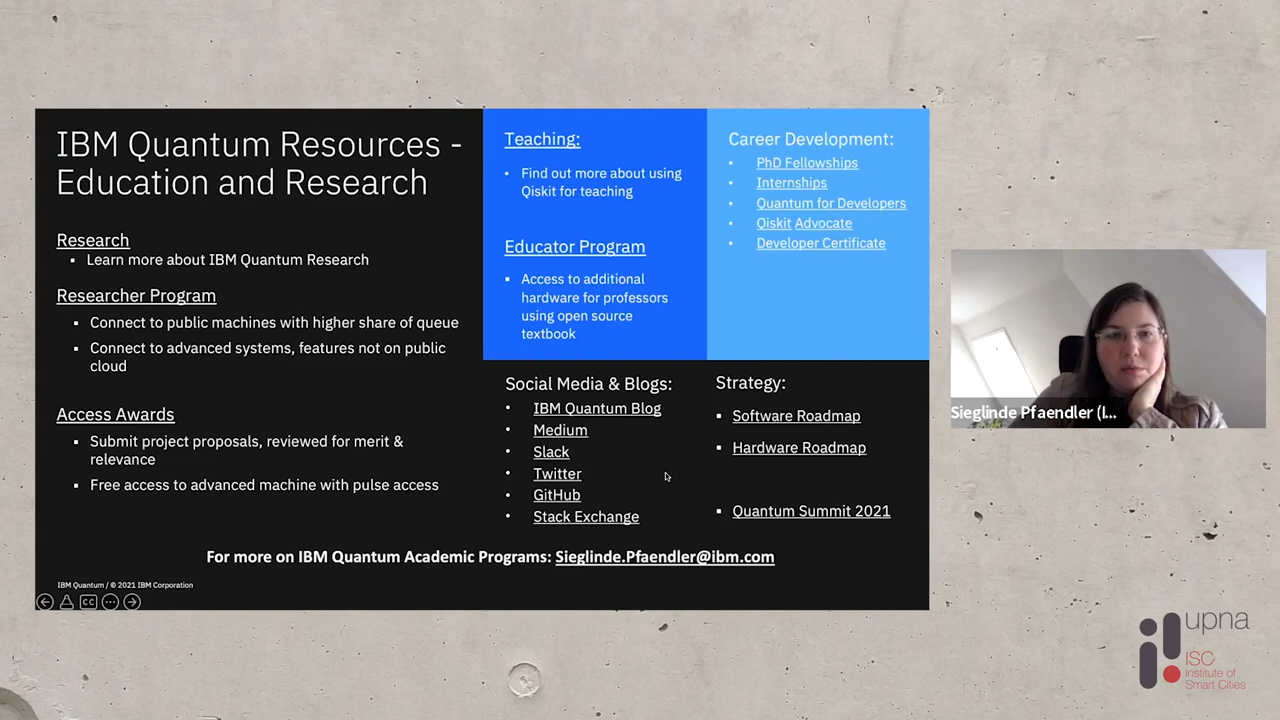 IBM Quantum Resources -
Education and Research
Research
▪ Learn more about IBM Quantum Research
Researcher Program
▪ Connect to public machines with higher share of queue
▪ Connect to advanced systems, features not on public
cloud
Access Awards
▪ Submit project proposals, reviewed for merit &
relevance
▪ Free access to advanced machine with pulse access
Teaching:
• Find out more about using
Qiskit for teaching
Educator Program
▪ Access to additional
hardware for professors
using open source
textbook
Career Development:
• PhD Fellowships
• Internships
• Quantum for Developers
• Qiskit Advocate
• Developer Certificate
Social Media & Blogs:
• IBM Quantum Blog
• Medium
• Slack
• Twitter
• GitHub
• Stack Exchange
Strategy:
▪ Software Roadmap
▪ Hardware Roadmap
▪ Quantum Summit 2021
For more on IBM Quantum Academic Programs: Sieglinde.Pfaendler@ibm.com
IBM Quantum / © 2021 IBM Corporation
CC
Sieglinde Pfaendler (I...
upna
ISC
Institute of
Smart Cities